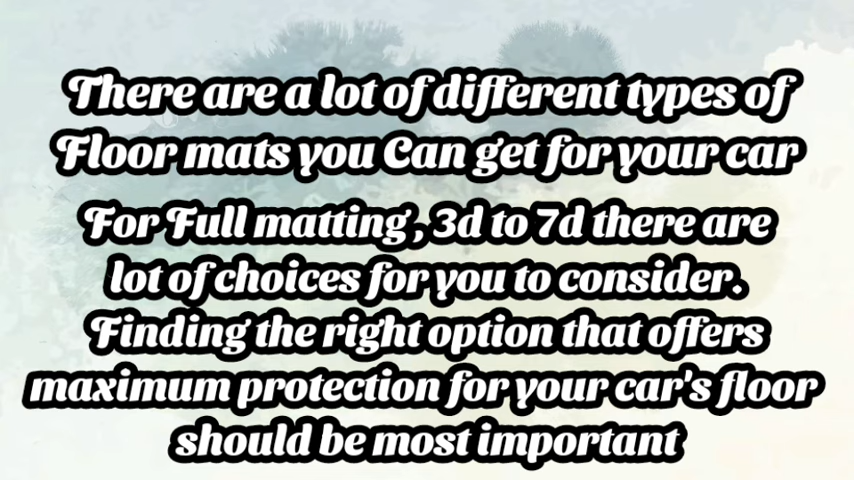 There are a lot of different types of
Floor mats you Can get for your car
For Full matting, 3d to 7d there are
lot of choices for you to consider.
Finding the right option that offers
maximum protection for your car's floor
should be most important